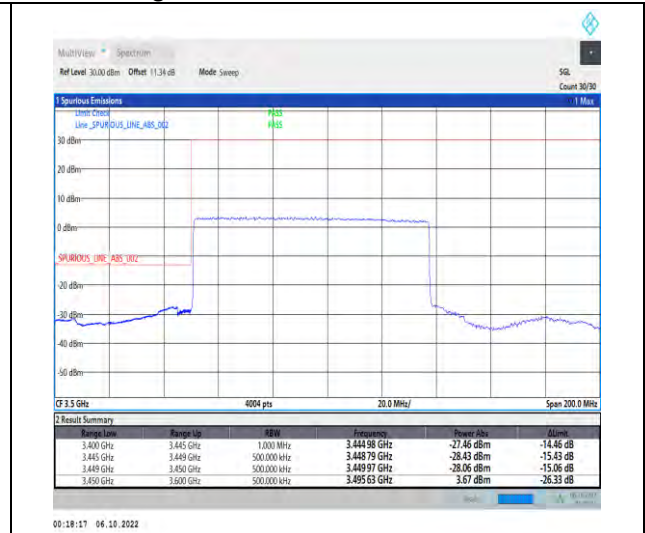 MultiView Spectrum
Ref Level 30.00 dBm Offset 11.34 dB Mode Sweep SGL
Count 30/30
1 Spurious Emissions 1 Max
Limit Check PASS
Line _SPURIOUS_LINE_ABS_002 PASS
30 dBm
20 dBm
10 dBm
0 dBm
SPURIOUS_LINE_ABS_002
-20 dBm
-30 dBm
-40 dBm
-50 dBm
CF 3.5 GHz 4004 pts 20.0 MHz/ Span 200.0 MHz
2 Result Summary
Range Low Range Up RBW Frequency Power Abs ΔLimit
3.400 GHz 3.445 GHz 1.000 MHz 3.444 98 GHz -27.46 dBm -14.46 dB
3.445 GHz 3.449 GHz 500.000 kHz 3.448 79 GHz -28.43 dBm -15.43 dB
3.449 GHz 3.450 GHz 500.000 kHz 3.449 97 GHz -28.06 dBm -15.06 dB
3.450 GHz 3.600 GHz 500.000 kHz 3.495 63 GHz 3.67 dBm -26.33 dB
00:18:17 06.10.2022